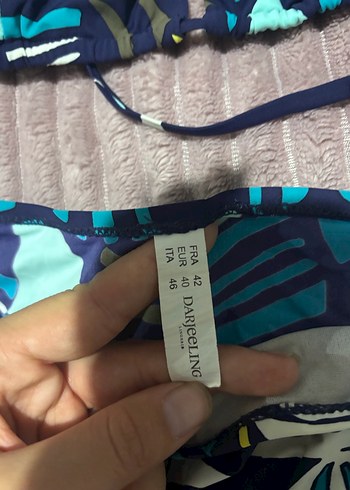 FRA 42
EUR 40
ITA 46
DARJEELING